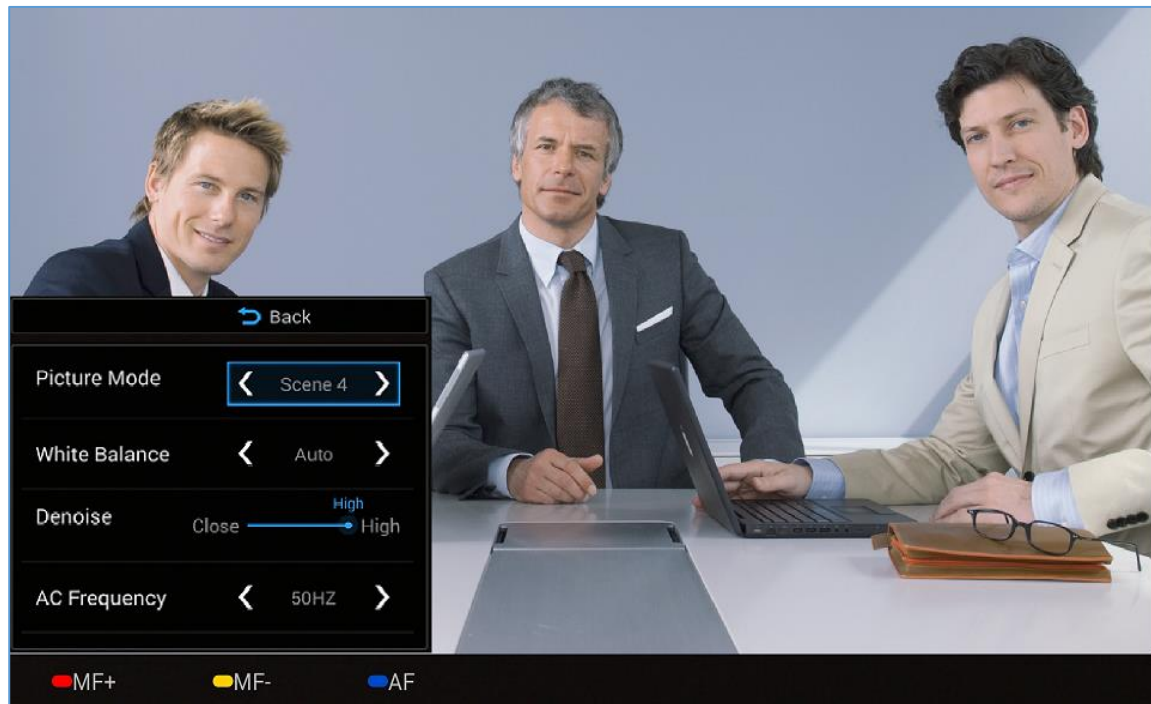 Back
Picture Mode Scene 4
White Balance Auto
High
Denoise Close High
AC Frequency 50HZ
MF+ MF- AF